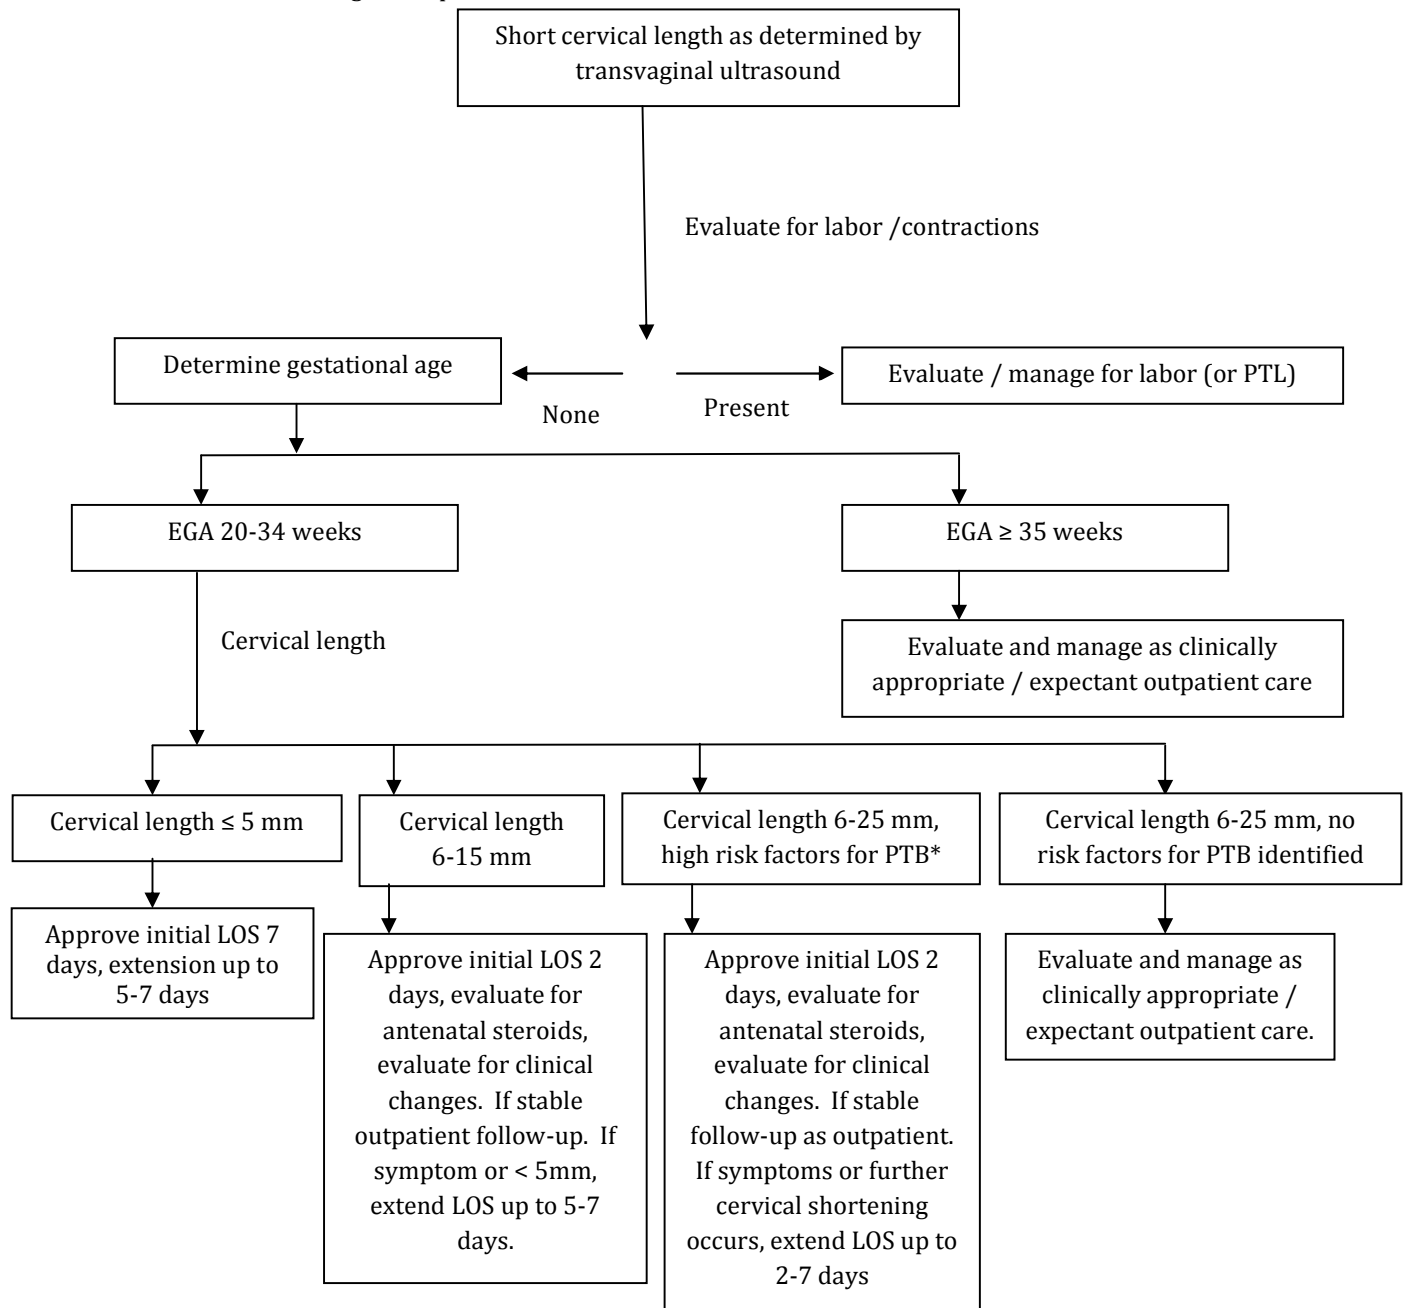 Short cervical length as determined by
transvaginal ultrasound
Evaluate for labor /contractions
Determine gestational age
None
Present
Evaluate / manage for labor (or PTL)
EGA 20-34 weeks
EGA ≥ 35 weeks
Cervical length
Evaluate and manage as clinically
appropriate / expectant outpatient care
Cervical length ≤ 5 mm
Cervical length
6-15 mm
Cervical length 6-25 mm,
high risk factors for PTB*
Cervical length 6-25 mm, no
risk factors for PTB identified
Approve initial LOS 7
days, extension up to
5-7 days
Approve initial LOS 2
days, evaluate for
antenatal steroids,
evaluate for clinical
changes.  If stable
outpatient follow-up.  If
symptom or < 5mm,
extend LOS up to 5-7
days.
Approve initial LOS 2
days, evaluate for
antenatal steroids,
evaluate for clinical
changes.  If stable
follow-up as outpatient.
If symptoms or further
cervical shortening
occurs, extend LOS up to
2-7 days
Evaluate and manage as
clinically appropriate /
expectant outpatient care.